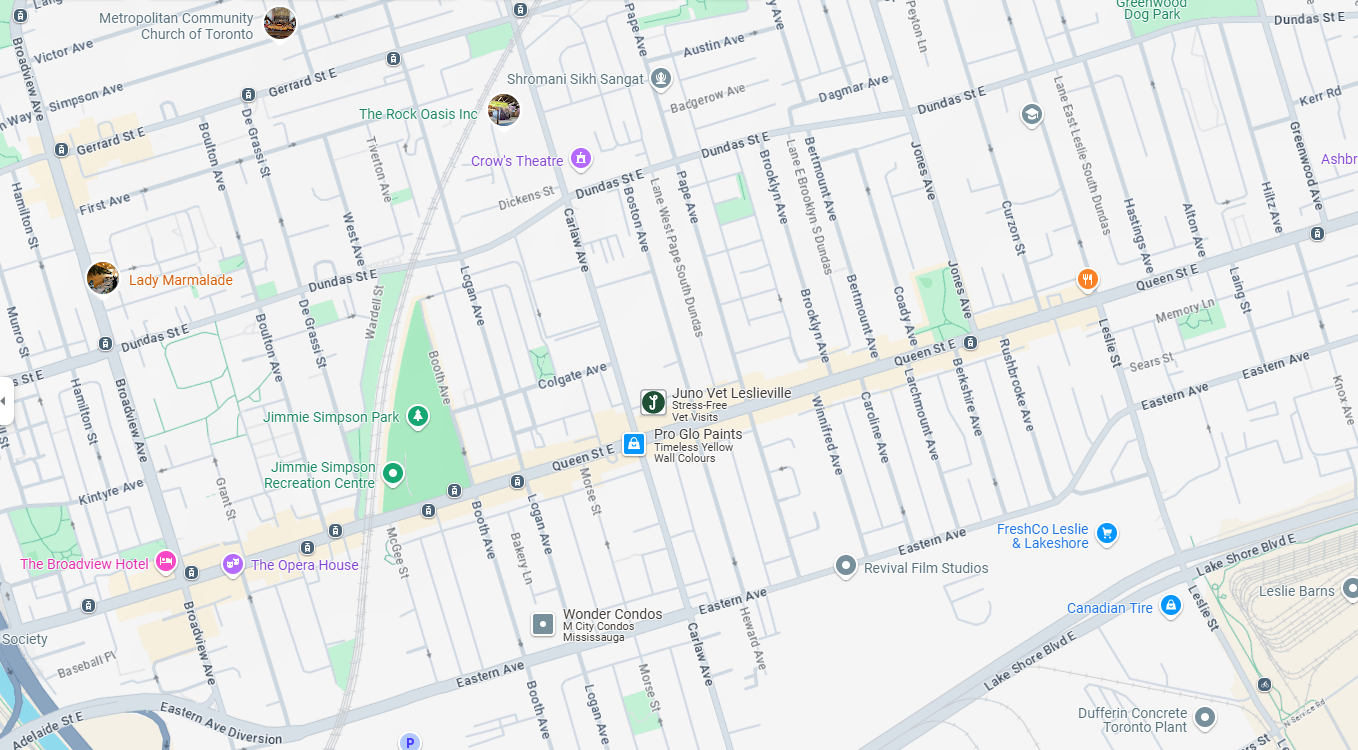 Metropolitan Community
Church of Toronto
Greenwood
Dog Park
Dundas St E
Broadview Ave
Victor Ave
Pape Ave
Austin Ave
Peyton Ln
Gerrard St E
Shromani Sikh Sangat
Simpson Ave
Badgerow Ave
Dagmar Ave
Dundas St E
Lane East Leslie South Dundas
Kerr Rd
The Rock Oasis Inc
Gerrard St E
Boulton Ave
De Grassi St
Tiverton Ave
Crow's Theatre
Dundas St E
Dundas St E
Brooklyn Ave
Lane E Brooklyn S Dundas
Bertmount Ave
Jones Ave
Greenwood Ave
Ashbr
Hamilton St
First Ave
West Ave
Dickens St
Carlaw Ave
Boston Ave
Lane West Pape South Dundas
Pape Ave
Curzon St
Hastings Ave
Alton Ave
Hiltz Ave
Lady Marmalade
Dundas St E
Wardell St
Logan Ave
Brooklyn Ave
Bertmount Ave
Coady Ave
Jones Ave
Queen St E
Laing St
Memory Ln
Munro St
Dundas St E
Boulton Ave
De Grassi St
Booth Ave
Colgate Ave
Queen St E
Rushbrooke Ave
Leslie St
Sears St
Eastern Ave
Eastern Ave
Knox Ave
Hamilton St
Broadview Ave
Juno Vet Leslieville
Stress-Free
Vet Visits
Jimmie Simpson Park
Pro Glo Paints
Timeless Yellow
Wall Colours
Winnifred Ave
Caroline Ave
Larchmount Ave
Berkshire Ave
Jimmie Simpson
Recreation Centre
Queen St E
Kintyre Ave
Grant St
Morse St
Booth Ave
Logan Ave
Bakery Ln
McGee St
Eastern Ave
FreshCo Leslie
& Lakeshore
Lake Shore Blvd E
The Broadview Hotel
The Opera House
Revival Film Studios
Leslie Barns
Canadian Tire
Leslie St
Wonder Condos
M City Condos
Mississauga
Eastern Ave
Heward Ave
Carlaw Ave
Society
Broadview Ave
Baseball Pl
Eastern Ave
Booth Ave
Logan Ave
Morse St
Lake Shore Blvd E
Dufferin Concrete
Toronto Plant
N Service Rd
Adelaide St E
Eastern Ave Diversion
P